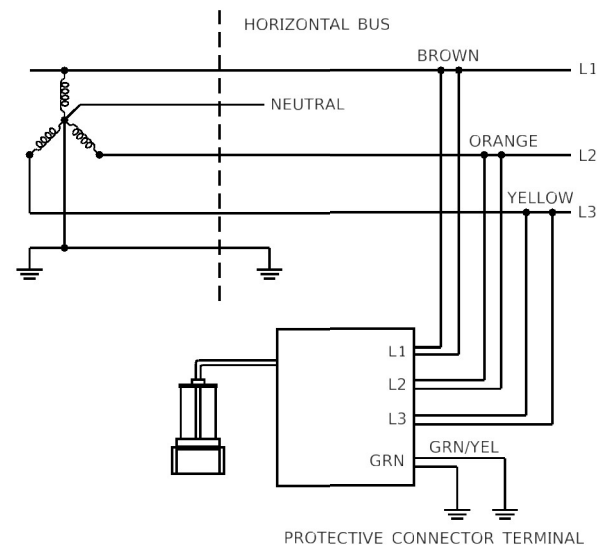 HORIZONTAL BUS
BROWN
L1
NEUTRAL
ORANGE
L2
YELLOW
L3
L1
L2
L3
GRN/YEL
GRN
PROTECTIVE CONNECTOR TERMINAL